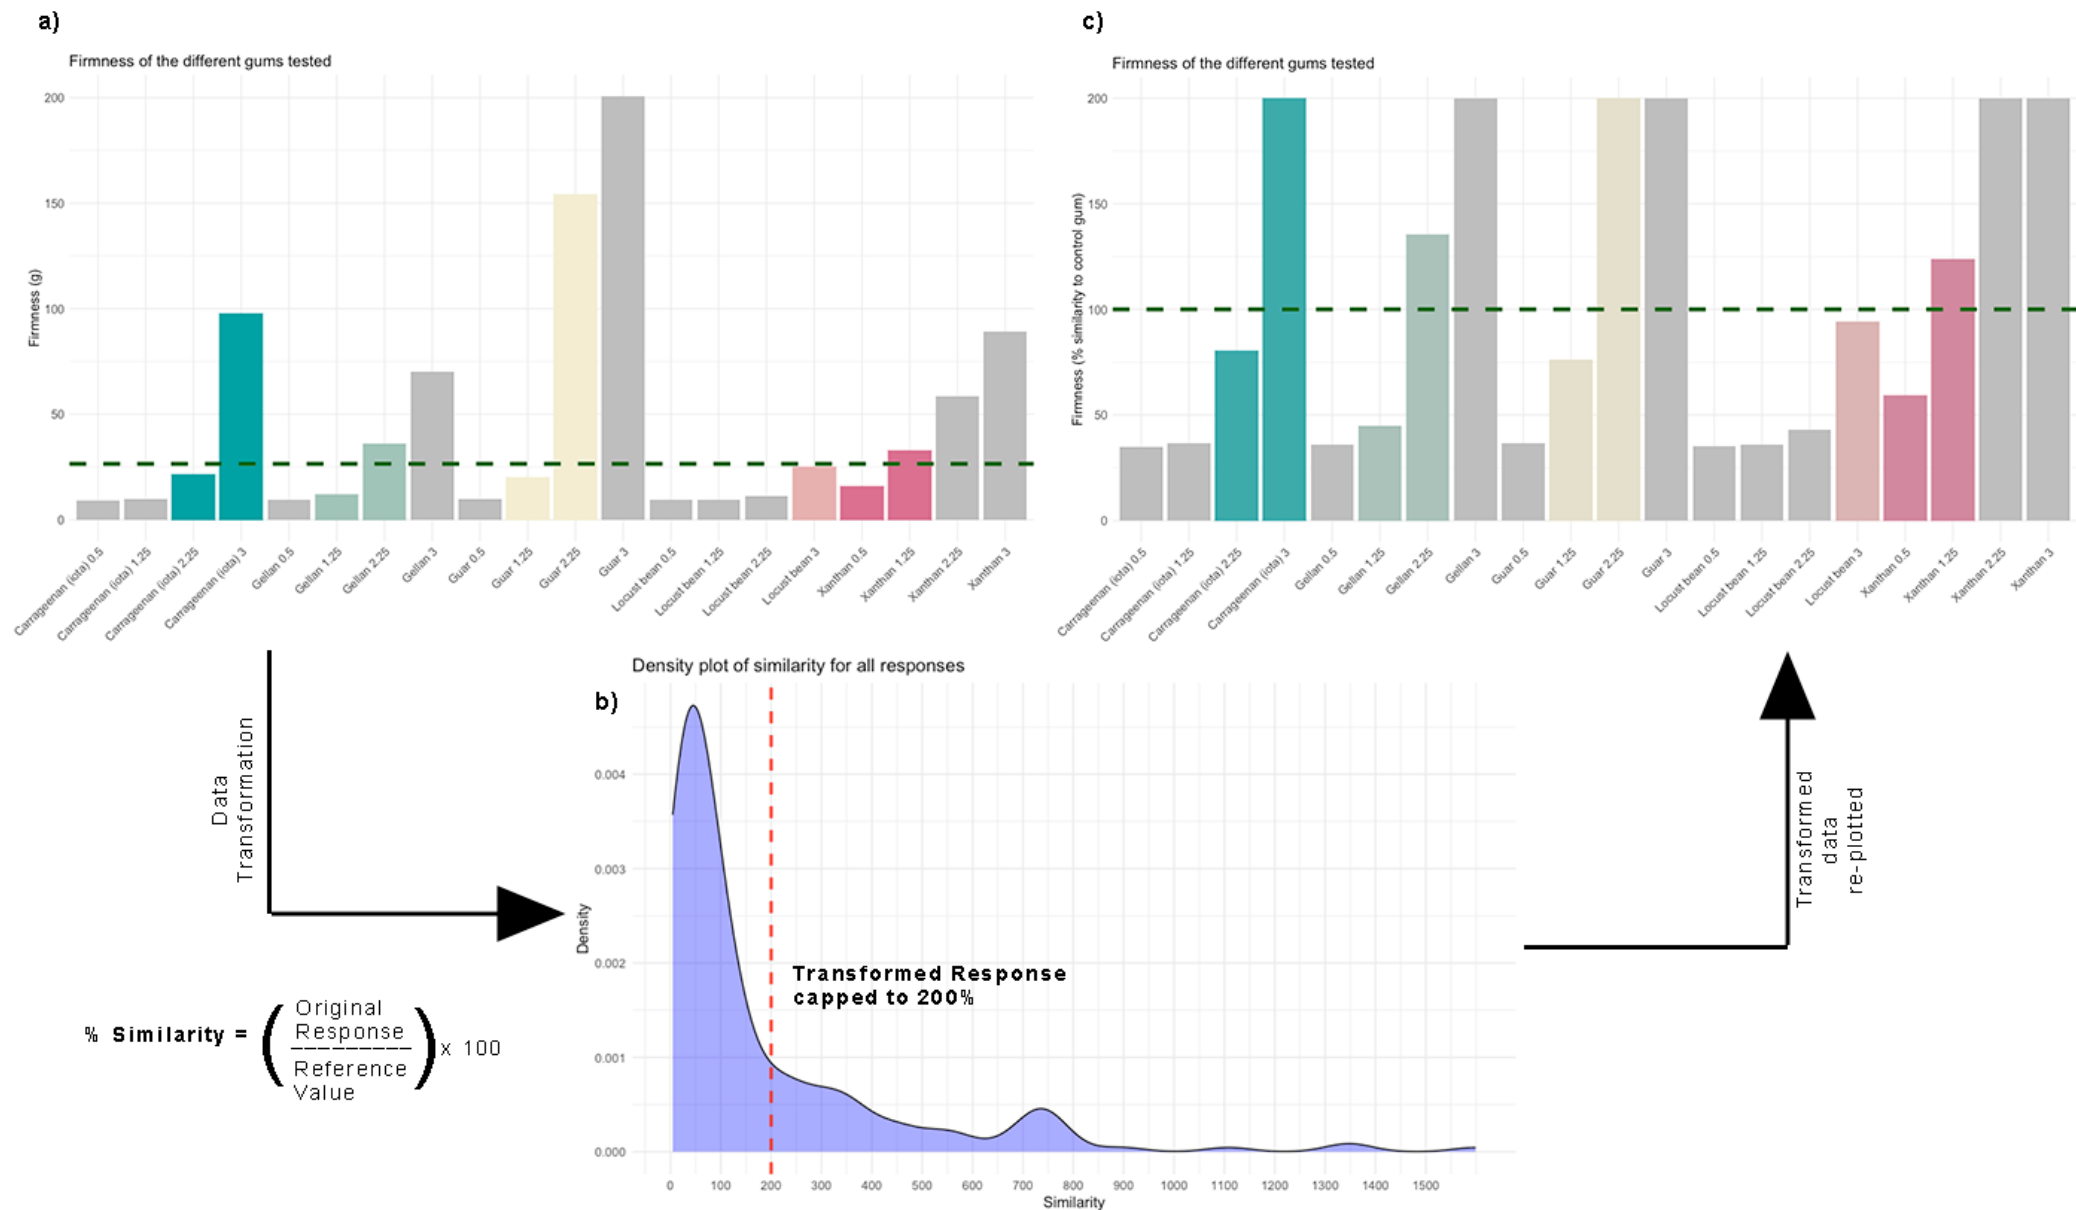 a)
Firmness of the different gums tested
Firmness (g)
200
150
100
50
0
Carrageenan (iota) 0.5
Carrageenan (iota) 1.25
Carrageenan (iota) 2.25
Carrageenan (iota) 3
Gellan 0.5
Gellan 1.25
Gellan 2.25
Gellan 3
Guar 0.5
Guar 1.25
Guar 2.25
Guar 3
Locust bean 0.5
Locust bean 1.25
Locust bean 2.25
Locust bean 3
Xanthan 0.5
Xanthan 1.25
Xanthan 2.25
Xanthan 3
c)
Firmness of the different gums tested
Firmness (% similarity to control gum)
200
150
100
50
0
Carrageenan (iota) 0.5
Carrageenan (iota) 1.25
Carrageenan (iota) 2.25
Carrageenan (iota) 3
Gellan 0.5
Gellan 1.25
Gellan 2.25
Gellan 3
Guar 0.5
Guar 1.25
Guar 2.25
Guar 3
Locust bean 0.5
Locust bean 1.25
Locust bean 2.25
Locust bean 3
Xanthan 0.5
Xanthan 1.25
Xanthan 2.25
Xanthan 3
Data
Transformation
% Similarity = ( Original
Response
---------
Reference
Value ) x 100
Density plot of similarity for all responses
b)
Density
0.004
0.003
0.002
0.001
0.000
Transformed Response
capped to 200%
0 100 200 300 400 500 600 700 800 900 1000 1100 1200 1300 1400 1500
Similarity
Transformed
data
re-plotted